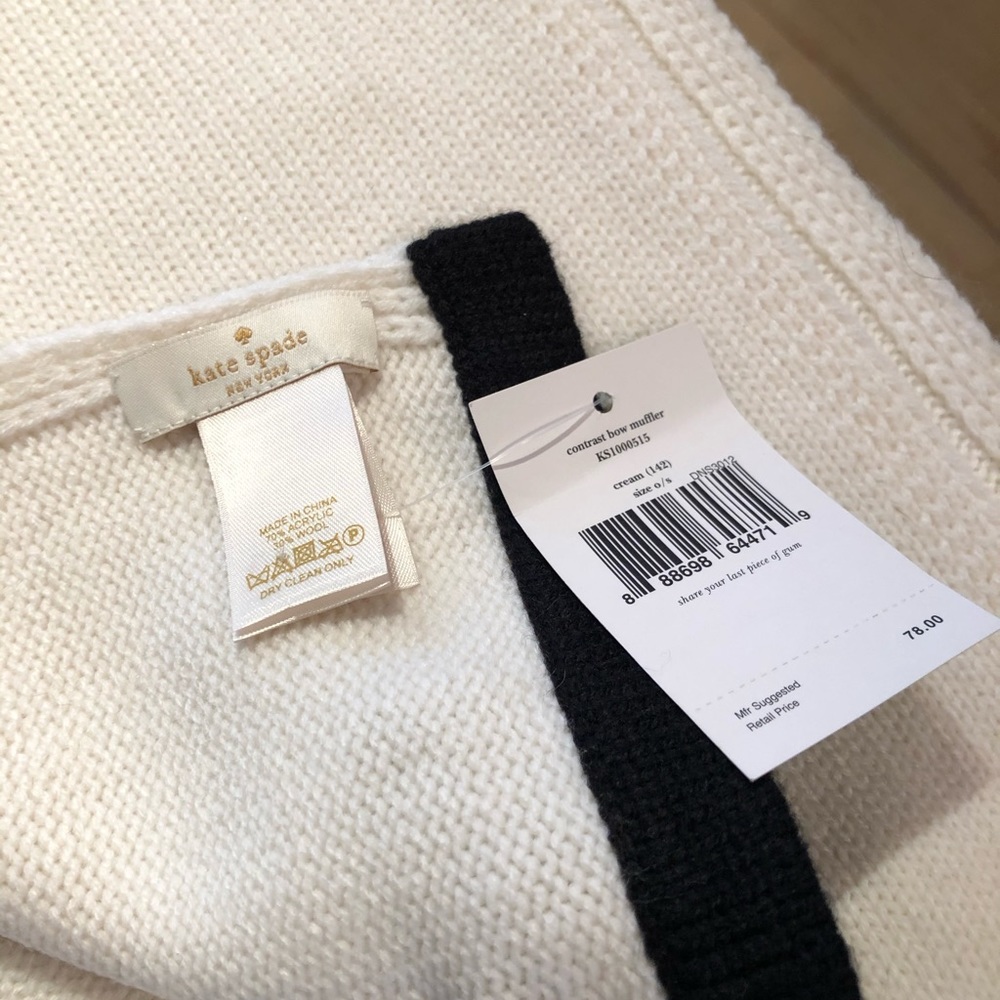 kate spade
NEW YORK
MADE IN CHINA
70% ACRYLIC
30% WOOL
P
DRY CLEAN ONLY
contrast bow muffler
KS1000515
cream (142)
size o/s
DNS3012
8 88698 64471 9
share your last piece of gum
78.00
Mfr Suggested
Retail Price